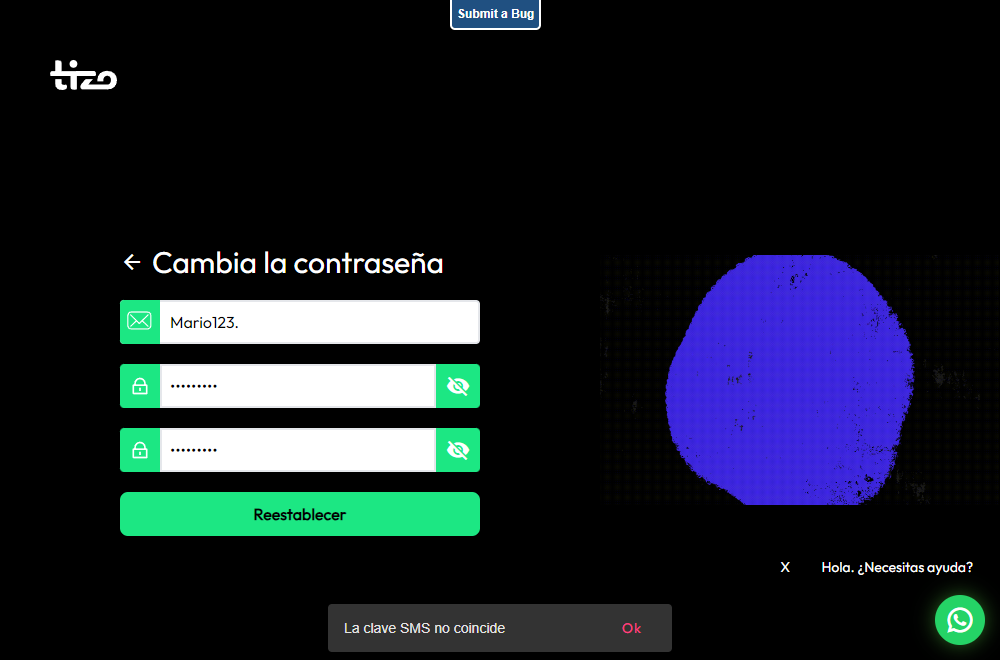 Submit a Bug
tizo
Cambia la contraseña
Mario123.
•••••••••
•••••••••
Reestablecer
X Hola. ¿Necesitas ayuda?
La clave SMS no coincide Ok